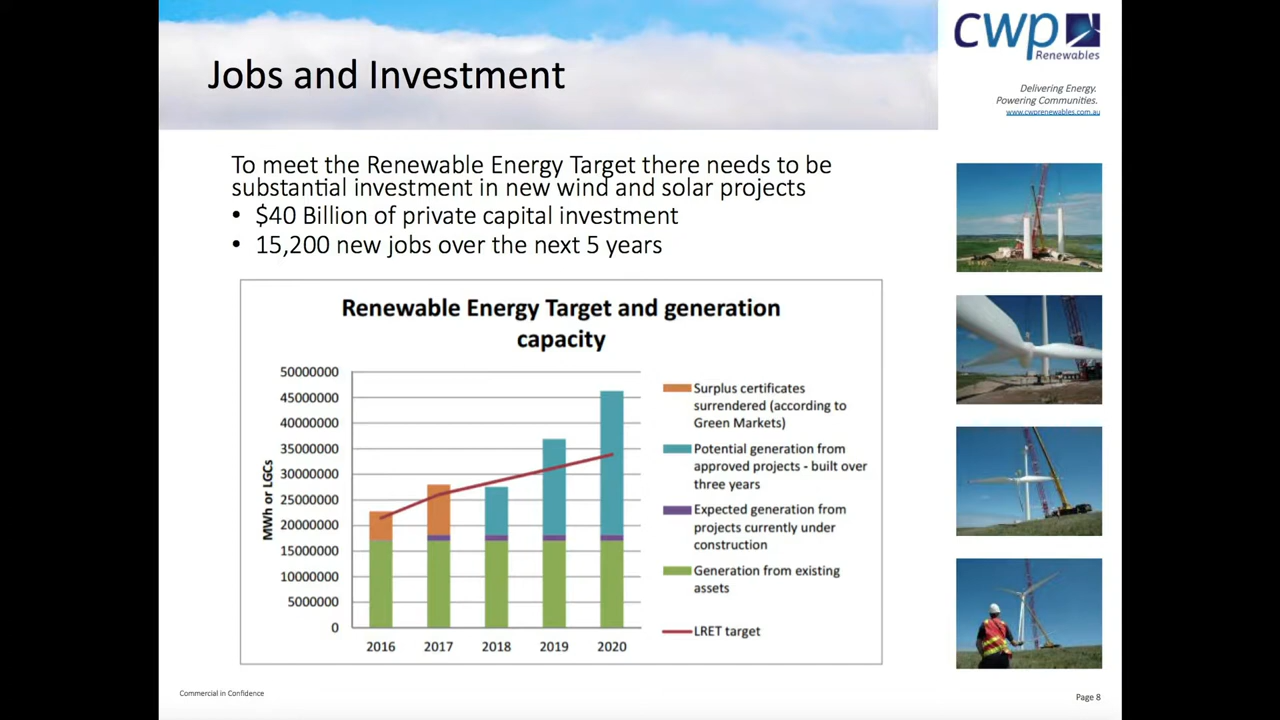 Jobs and Investment
cwp
Renewables
Delivering Energy.
Powering Communities.
www.cwprenewables.com.au
To meet the Renewable Energy Target there needs to be
substantial investment in new wind and solar projects
• $40 Billion of private capital investment
• 15,200 new jobs over the next 5 years
Renewable Energy Target and generation
capacity
MWh or LGCs
50000000
45000000
40000000
35000000
30000000
25000000
20000000
15000000
10000000
5000000
0
2016 2017 2018 2019 2020
Surplus certificates
surrendered (according to
Green Markets)
Potential generation from
approved projects - built over
three years
Expected generation from
projects currently under
construction
Generation from existing
assets
LRET target
Commercial in Confidence
Page 8